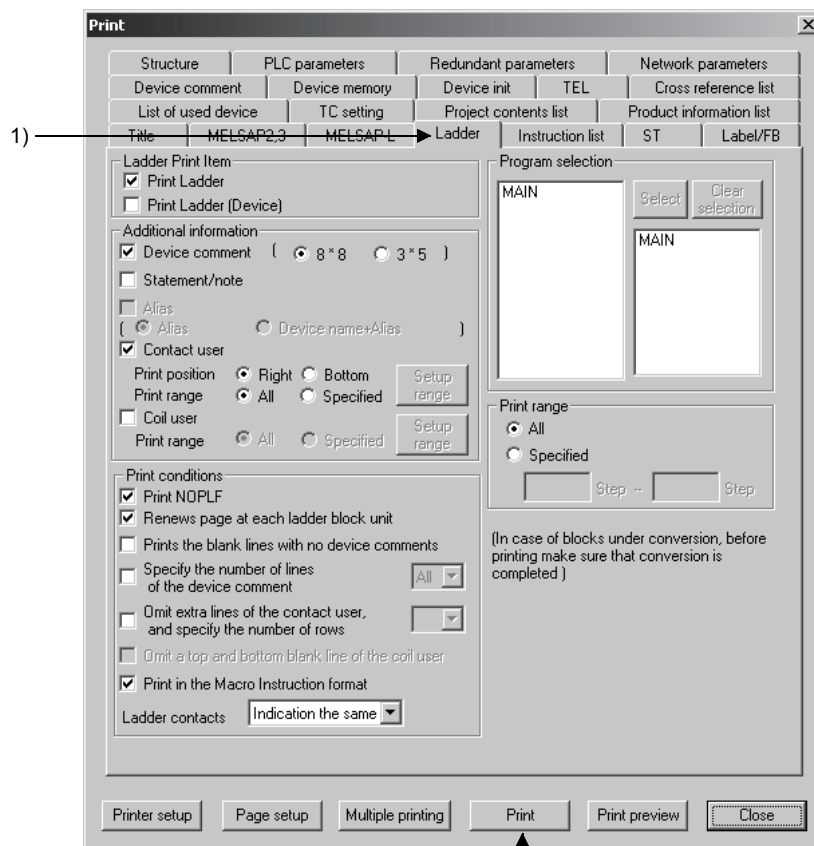 Print
Structure PLC parameters Redundant parameters Network parameters
Device comment Device memory Device init TEL Cross reference list
List of used device TC setting Project contents list Product information list
1) Title MELSAP2,3 MELSAP-L Ladder Instruction list ST Label/FB
Ladder Print Item
Print Ladder
Print Ladder (Device)
Additional information
Device comment ( 8*8 3*5 )
Statement/note
Alias
( Alias Device name+Alias )
Contact user
Print position Right Bottom
Print range All Specified
Setup range
Coil user
Print range All Specified
Setup range
Print conditions
Print NOPLF
Renews page at each ladder block unit
Prints the blank lines with no device comments
Specify the number of lines
of the device comment All
Omit extra lines of the contact user,
and specify the number of rows
Omit a top and bottom blank line of the coil user
Print in the Macro Instruction format
Ladder contacts Indication the same
Program selection
MAIN
Select
Clear
selection
MAIN
Print range
All
Specified
Step -- Step
(In case of blocks under conversion, before
printing make sure that conversion is
completed )
Printer setup Page setup Multiple printing Print Print preview Close